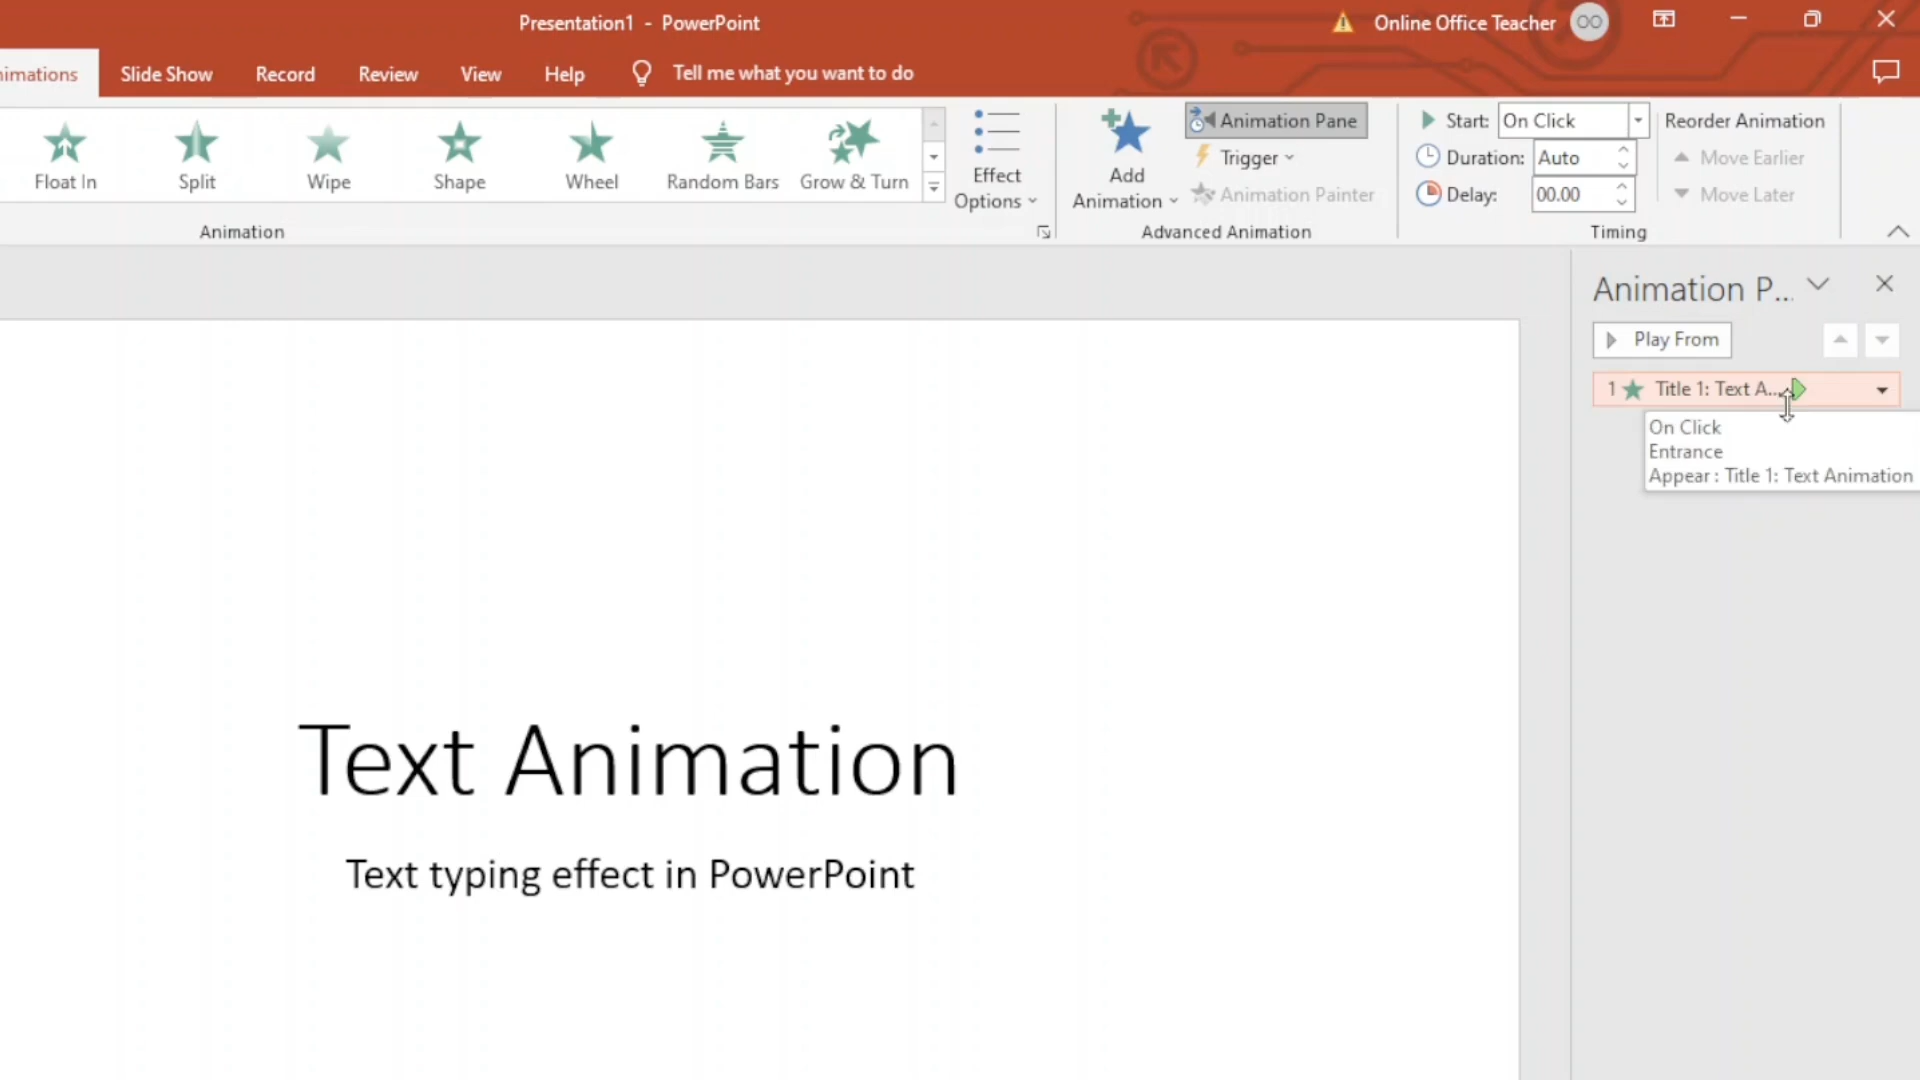 Presentation1 - PowerPoint
Online Office Teacher
OO
nimations
Slide Show
Record
Review
View
Help
Tell me what you want to do
Float In
Split
Wipe
Shape
Wheel
Random Bars
Grow & Turn
Effect
Options
Add
Animation
Animation Pane
Trigger
Animation Painter
Start: On Click
Duration: Auto
Delay: 00.00
Reorder Animation
Move Earlier
Move Later
Animation
Advanced Animation
Timing
Animation P...
Play From
1 Title 1: Text A...
On Click
Entrance
Appear : Title 1: Text Animation
Text Animation
Text typing effect in PowerPoint